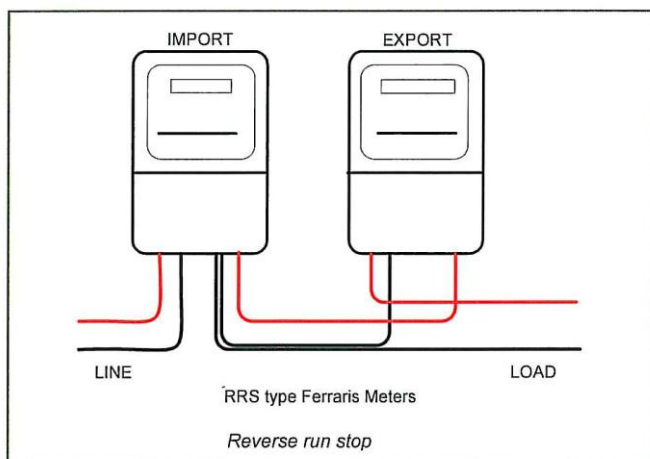 IMPORT EXPORT
LINE LOAD
RRS type Ferraris Meters
Reverse run stop